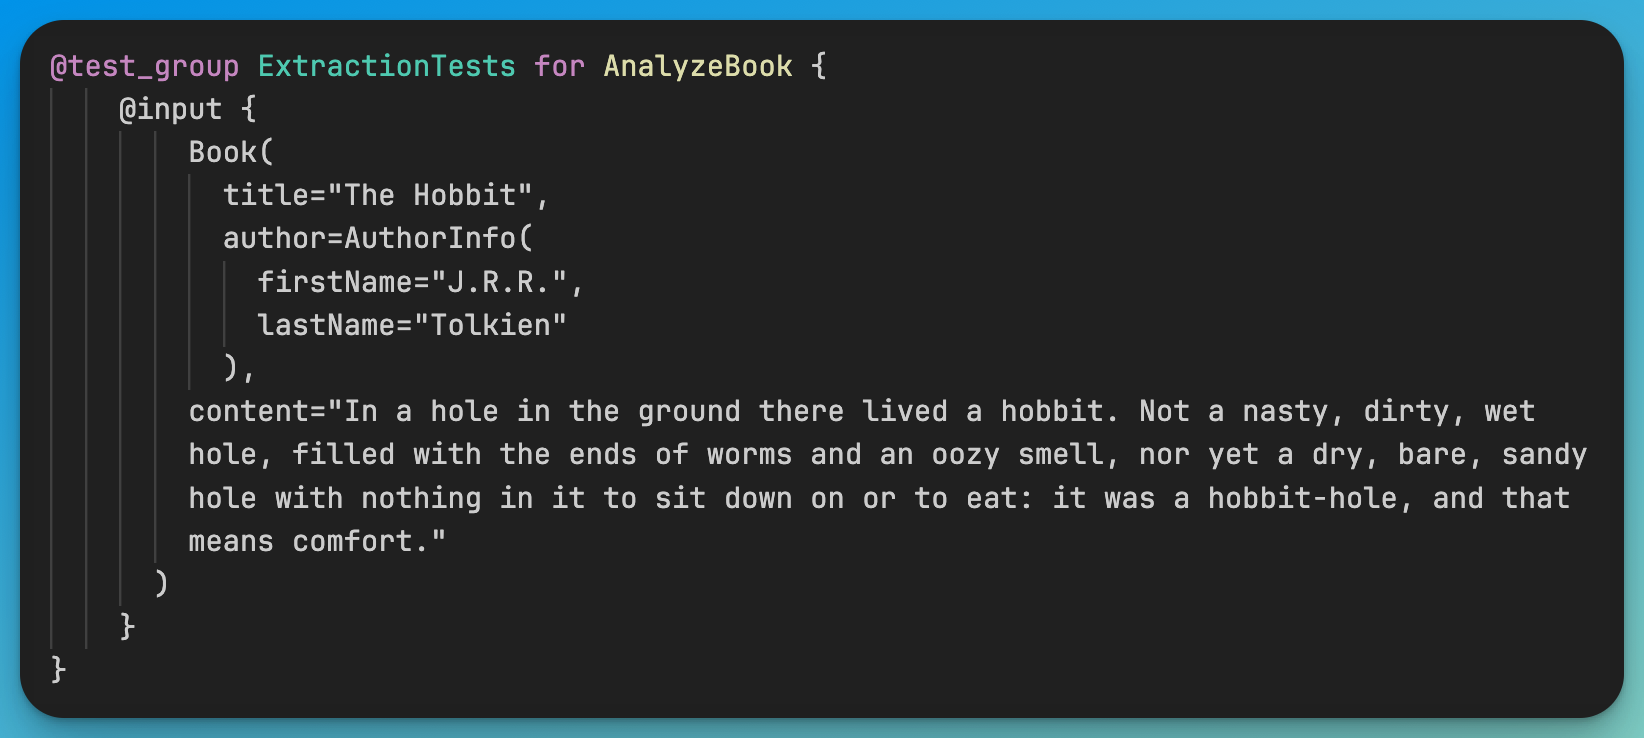 @test_group ExtractionTests for AnalyzeBook {
@input {
Book(
title="The Hobbit",
author=AuthorInfo(
firstName="J.R.R.",
lastName="Tolkien"
),
content="In a hole in the ground there lived a hobbit. Not a nasty, dirty, wet
hole, filled with the ends of worms and an oozy smell, nor yet a dry, bare, sandy
hole with nothing in it to sit down on or to eat: it was a hobbit-hole, and that
means comfort."
)
}
}